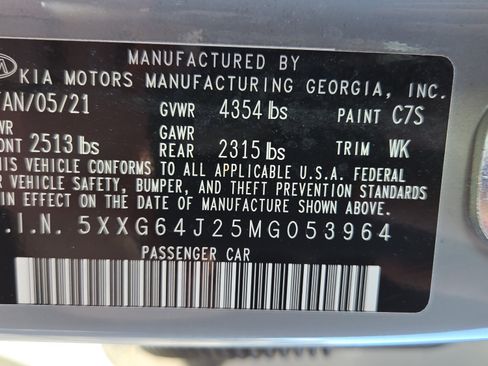 MANUFACTURED BY
KIA MOTORS MANUFACTURING GEORGIA, INC.
JAN/05/21 GVWR 4354 lbs PAINT C7S
GAWR
2513 lbs REAR 2315 lbs TRIM WK
THIS VEHICLE CONFORMS TO ALL APPLICABLE U.S.A. FEDERAL
VEHICLE SAFETY, BUMPER, AND THEFT PREVENTION STANDARDS
IN EFFECT ON THE DATE OF MANUFACTURE SHOWN ABOVE.
.I.N. 5XXG64J25MG053964
PASSENGER CAR